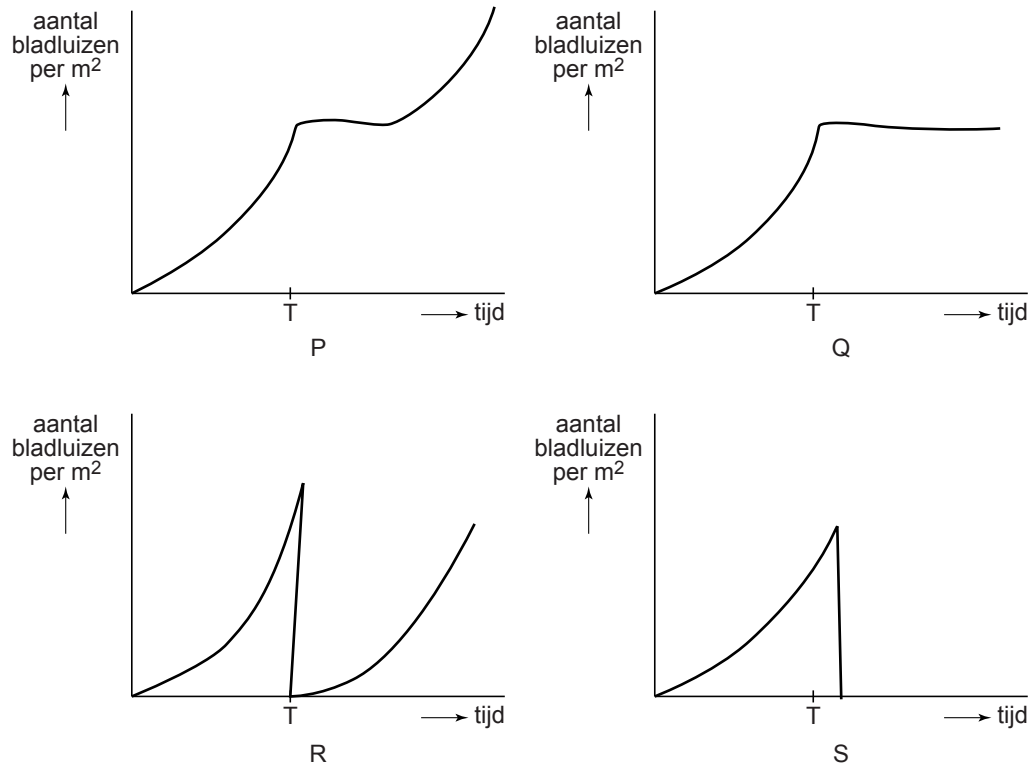 aantal
bladluizen
per m²
T
tijd
P
aantal
bladluizen
per m²
T
tijd
Q
aantal
bladluizen
per m²
T
tijd
R
aantal
bladluizen
per m²
T
tijd
S